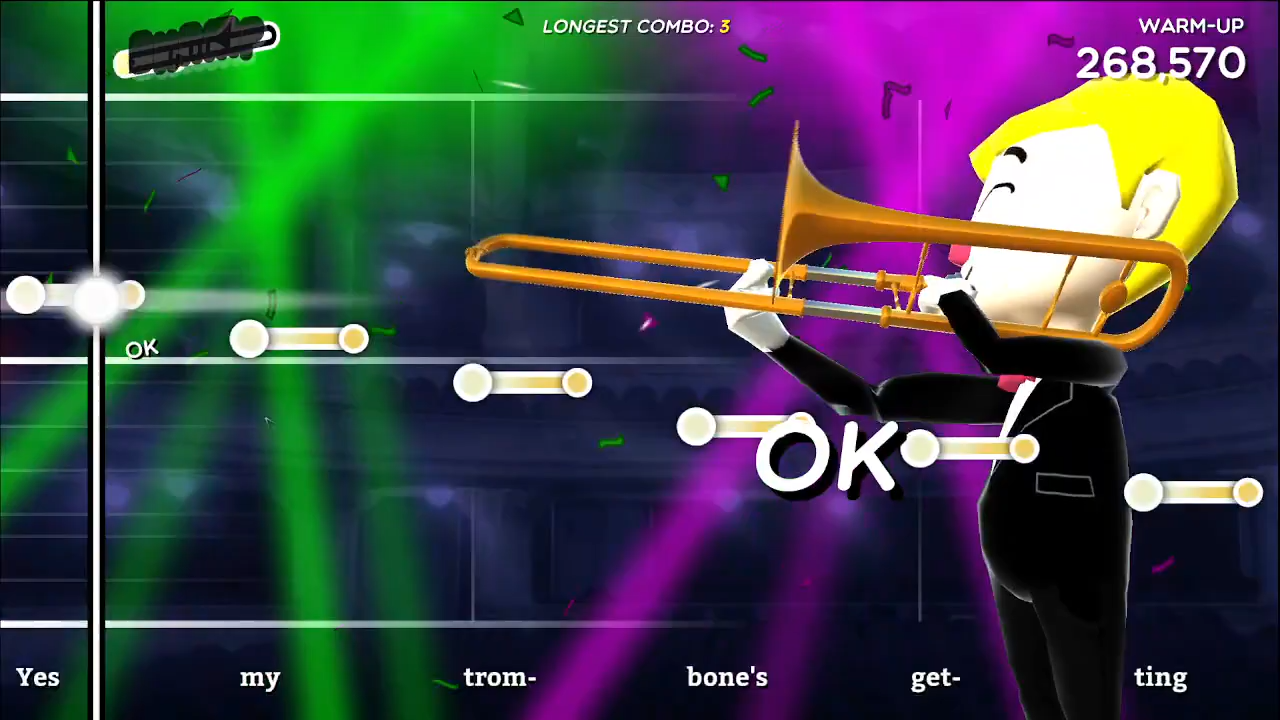 LONGEST COMBO: 3
WARM-UP
268,570
OK
OK
Yes my trom- bone's get- ting